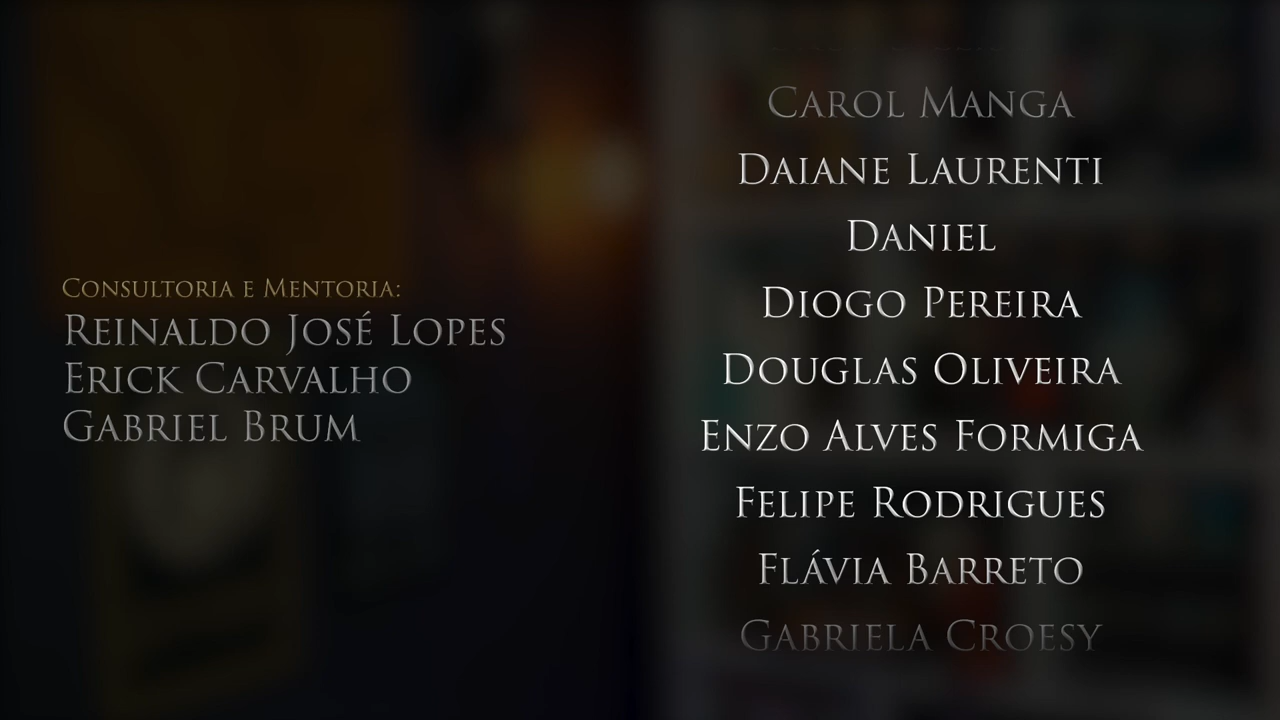 Consultoria e Mentoria:
Reinaldo José Lopes
Erick Carvalho
Gabriel Brum
Carol Manga
Daiane Laurenti
Daniel
Diogo Pereira
Douglas Oliveira
Enzo Alves Formiga
Felipe Rodrigues
Flávia Barreto
Gabriela Croesy